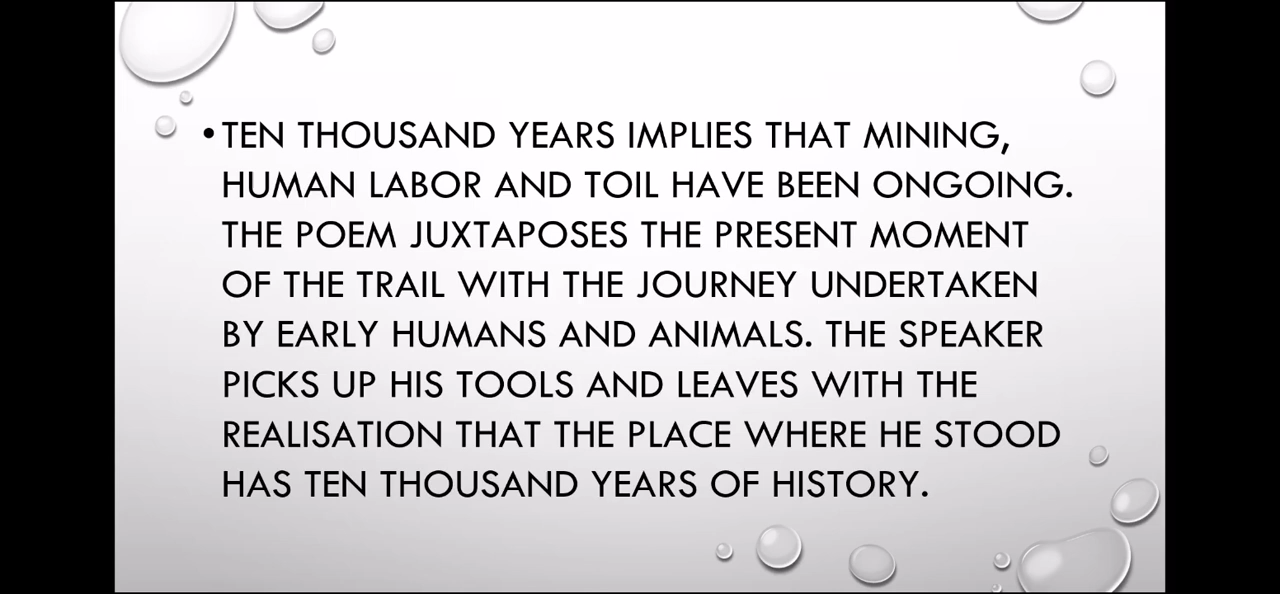 • TEN THOUSAND YEARS IMPLIES THAT MINING,
HUMAN LABOR AND TOIL HAVE BEEN ONGOING.
THE POEM JUXTAPOSES THE PRESENT MOMENT
OF THE TRAIL WITH THE JOURNEY UNDERTAKEN
BY EARLY HUMANS AND ANIMALS. THE SPEAKER
PICKS UP HIS TOOLS AND LEAVES WITH THE
REALISATION THAT THE PLACE WHERE HE STOOD
HAS TEN THOUSAND YEARS OF HISTORY.